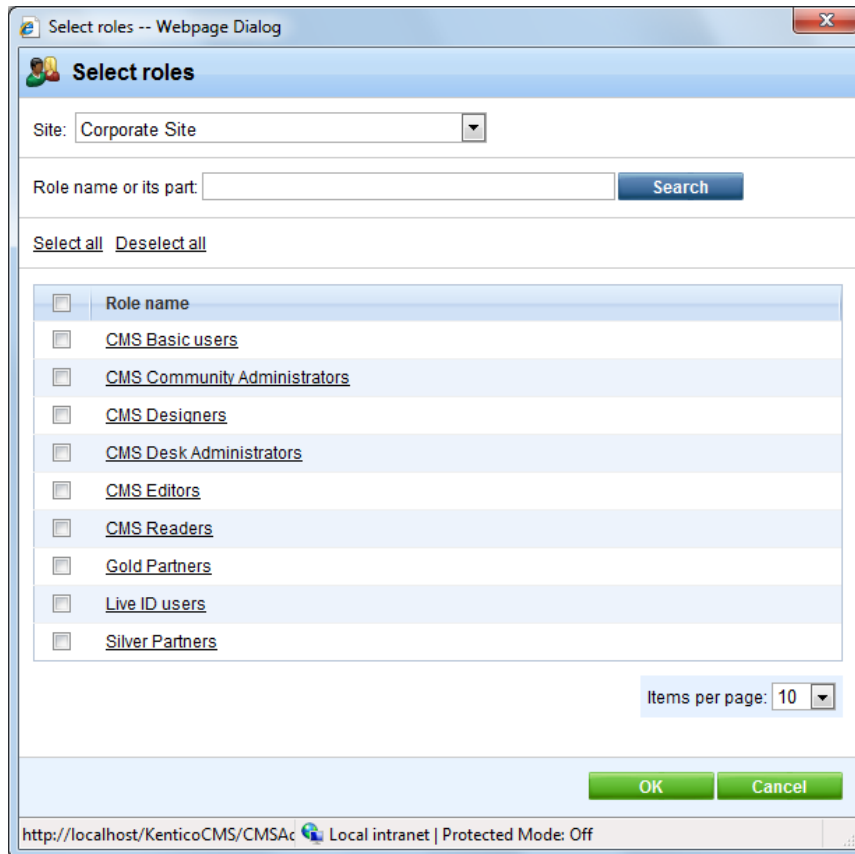 Select roles -- Webpage Dialog
Select roles
Site: Corporate Site
Role name or its part: Search
Select all Deselect all
Role name
CMS Basic users
CMS Community Administrators
CMS Designers
CMS Desk Administrators
CMS Editors
CMS Readers
Gold Partners
Live ID users
Silver Partners
Items per page: 10
OK Cancel
http://localhost/KenticoCMS/CMSAc Local intranet | Protected Mode: Off